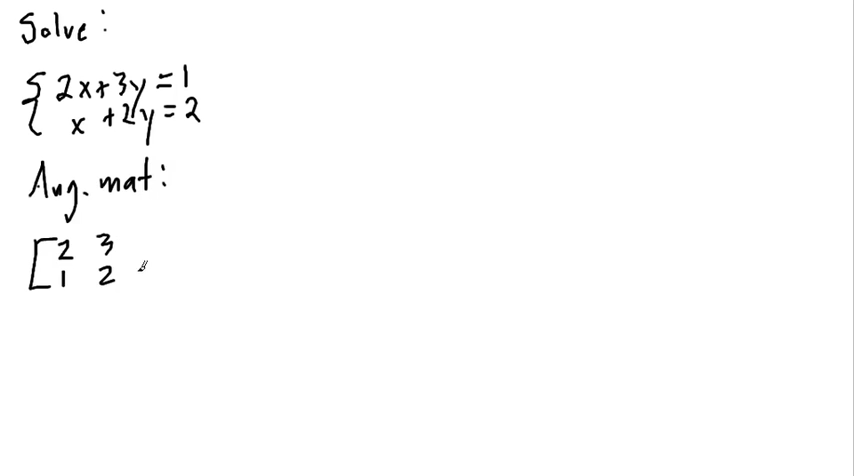 Solve:
{ 2x+3y=1
x+2y=2
Aug. mat:
[ 2 3
1 2